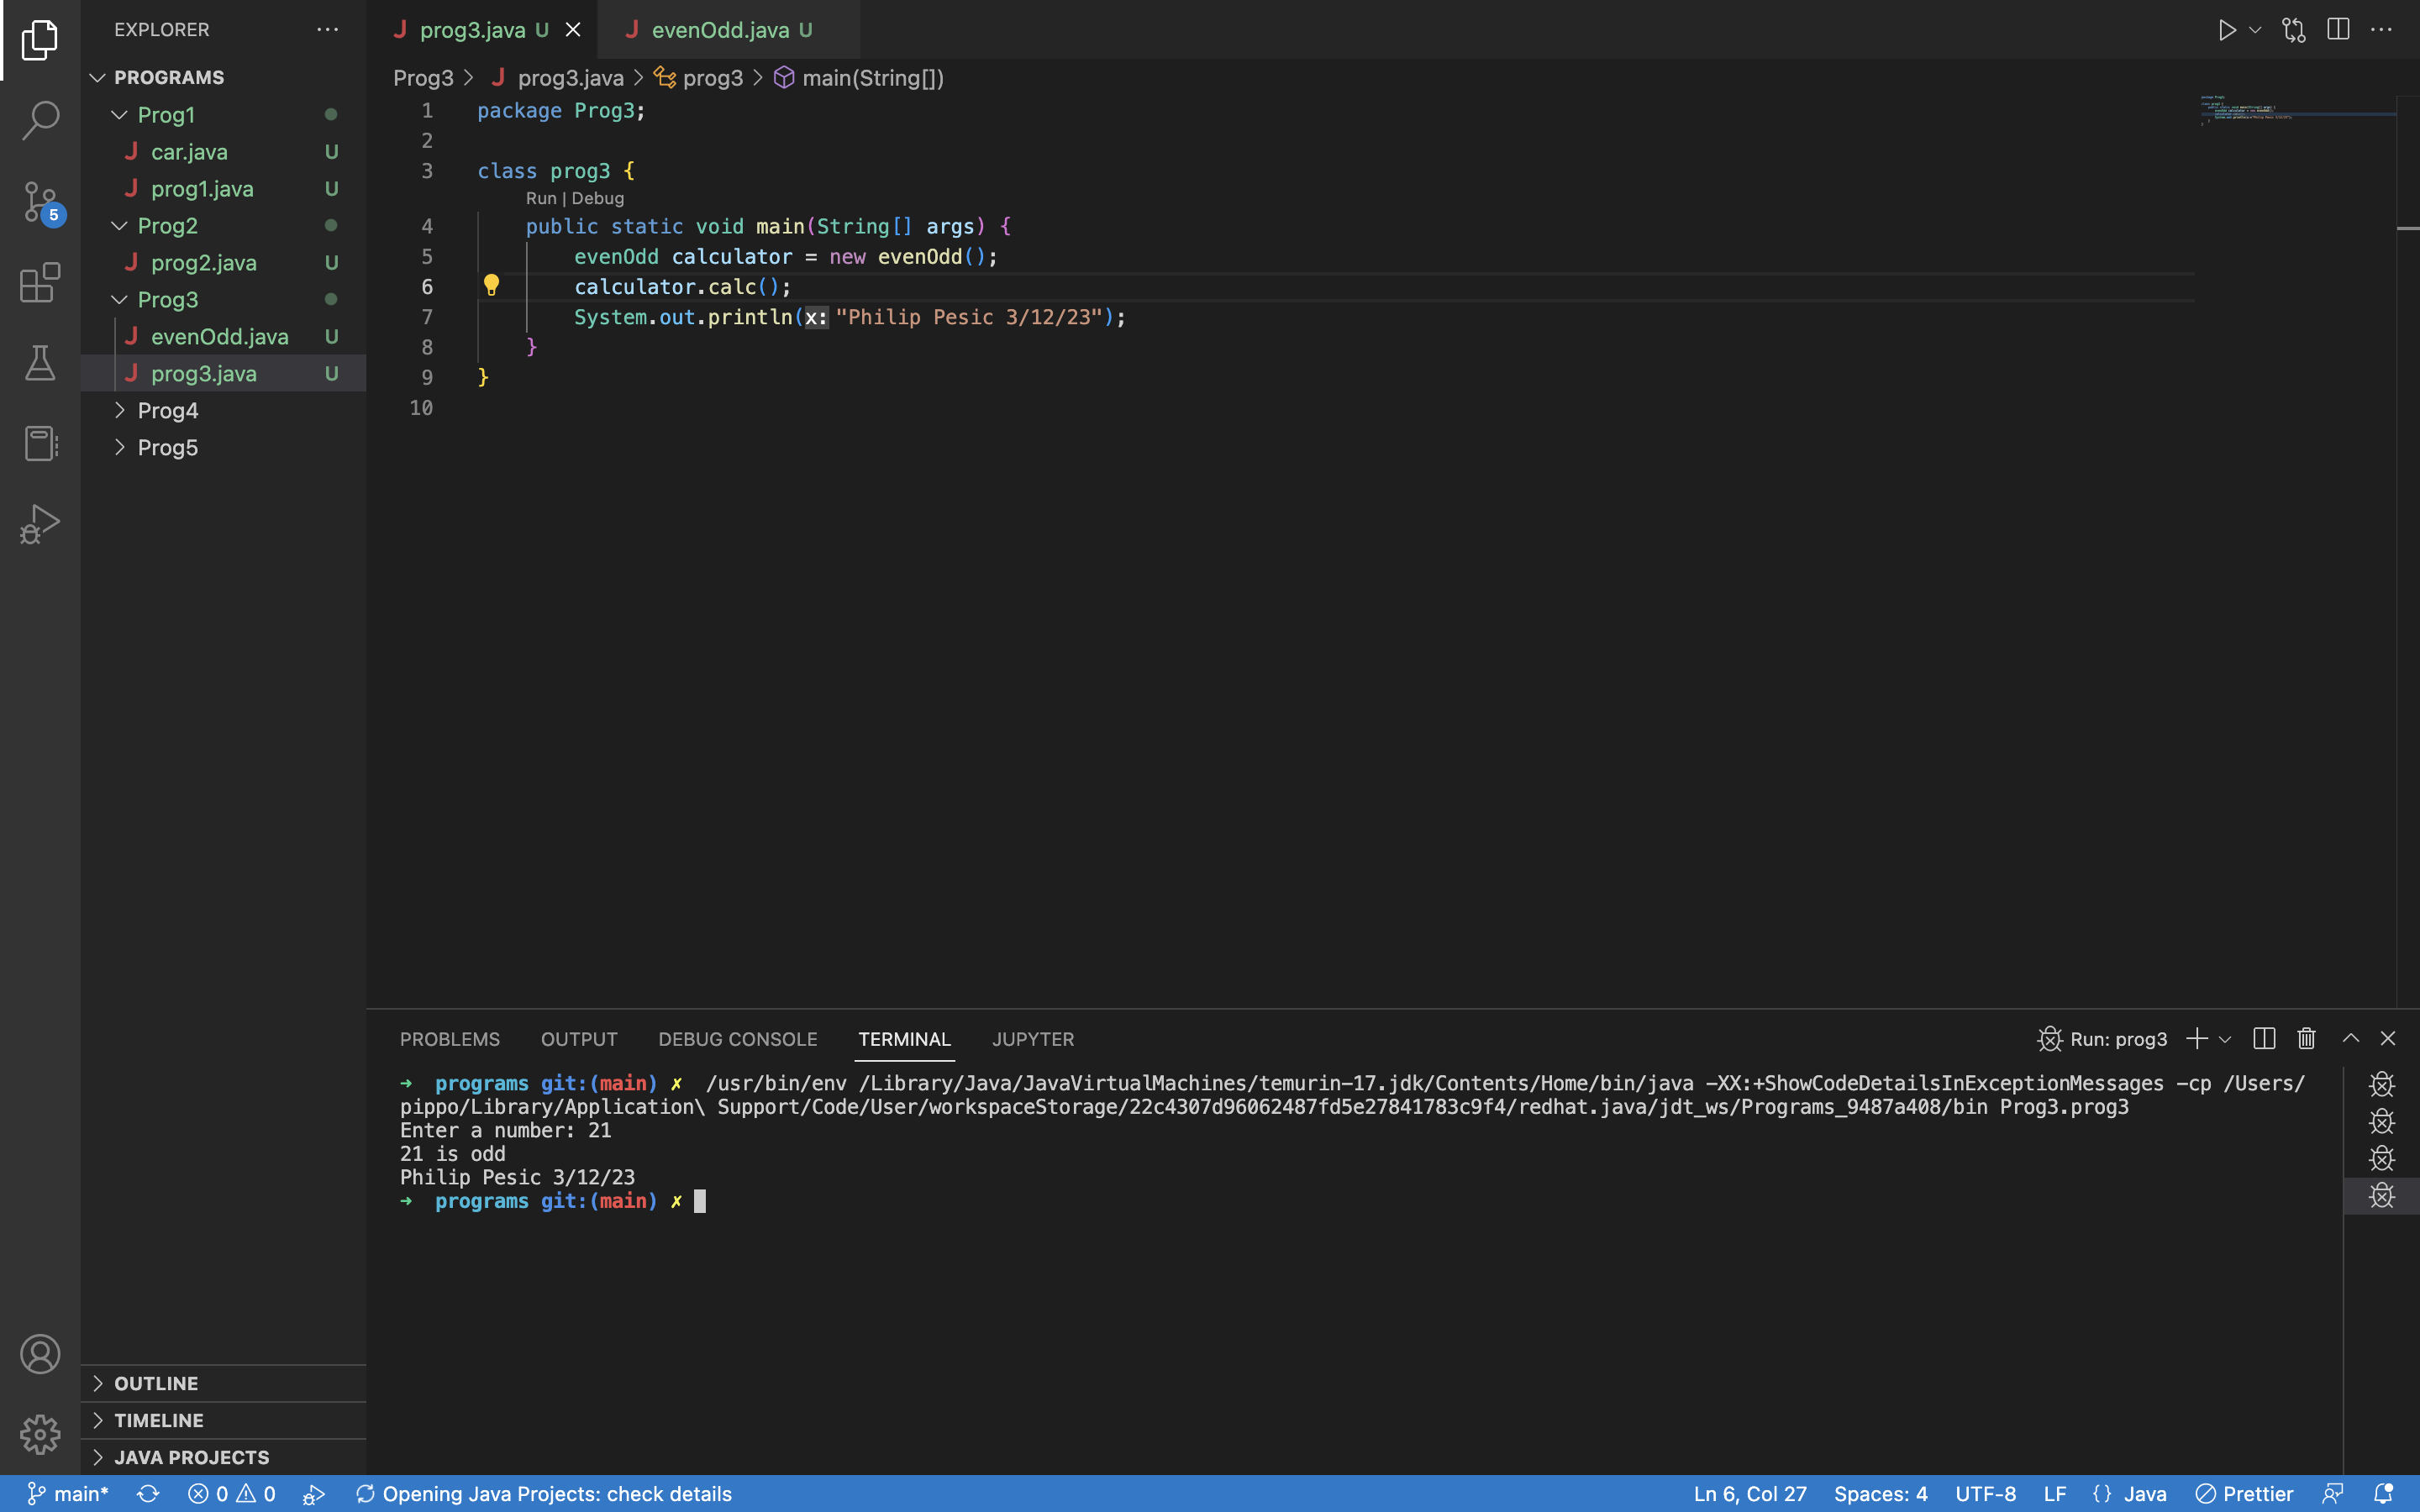 EXPLORER
PROGRAMS
Prog1
car.java U
prog1.java U
Prog2
prog2.java U
Prog3
evenOdd.java U
prog3.java U
Prog4
Prog5
OUTLINE
TIMELINE
JAVA PROJECTS
5
prog3.java U
evenOdd.java U
Prog3 > prog3.java > prog3 > main(String[])
1 package Prog3;
2
3 class prog3 {
Run | Debug
4 public static void main(String[] args) {
5 evenOdd calculator = new evenOdd();
6 calculator.calc();
7 System.out.println(x: "Philip Pesic 3/12/23");
8 }
9 }
10
PROBLEMS OUTPUT DEBUG CONSOLE TERMINAL JUPYTER
Run: prog3
➜ programs git:(main) ✗ /usr/bin/env /Library/Java/JavaVirtualMachines/temurin-17.jdk/Contents/Home/bin/java -XX:+ShowCodeDetailsInExceptionMessages -cp /Users/
pippo/Library/Application\ Support/Code/User/workspaceStorage/22c4307d96062487fd5e27841783c9f4/redhat.java/jdt_ws/Programs_9487a408/bin Prog3.prog3
Enter a number: 21
21 is odd
Philip Pesic 3/12/23
➜ programs git:(main) ✗
main* 0 0 Opening Java Projects: check details Ln 6, Col 27 Spaces: 4 UTF-8 LF {} Java Prettier